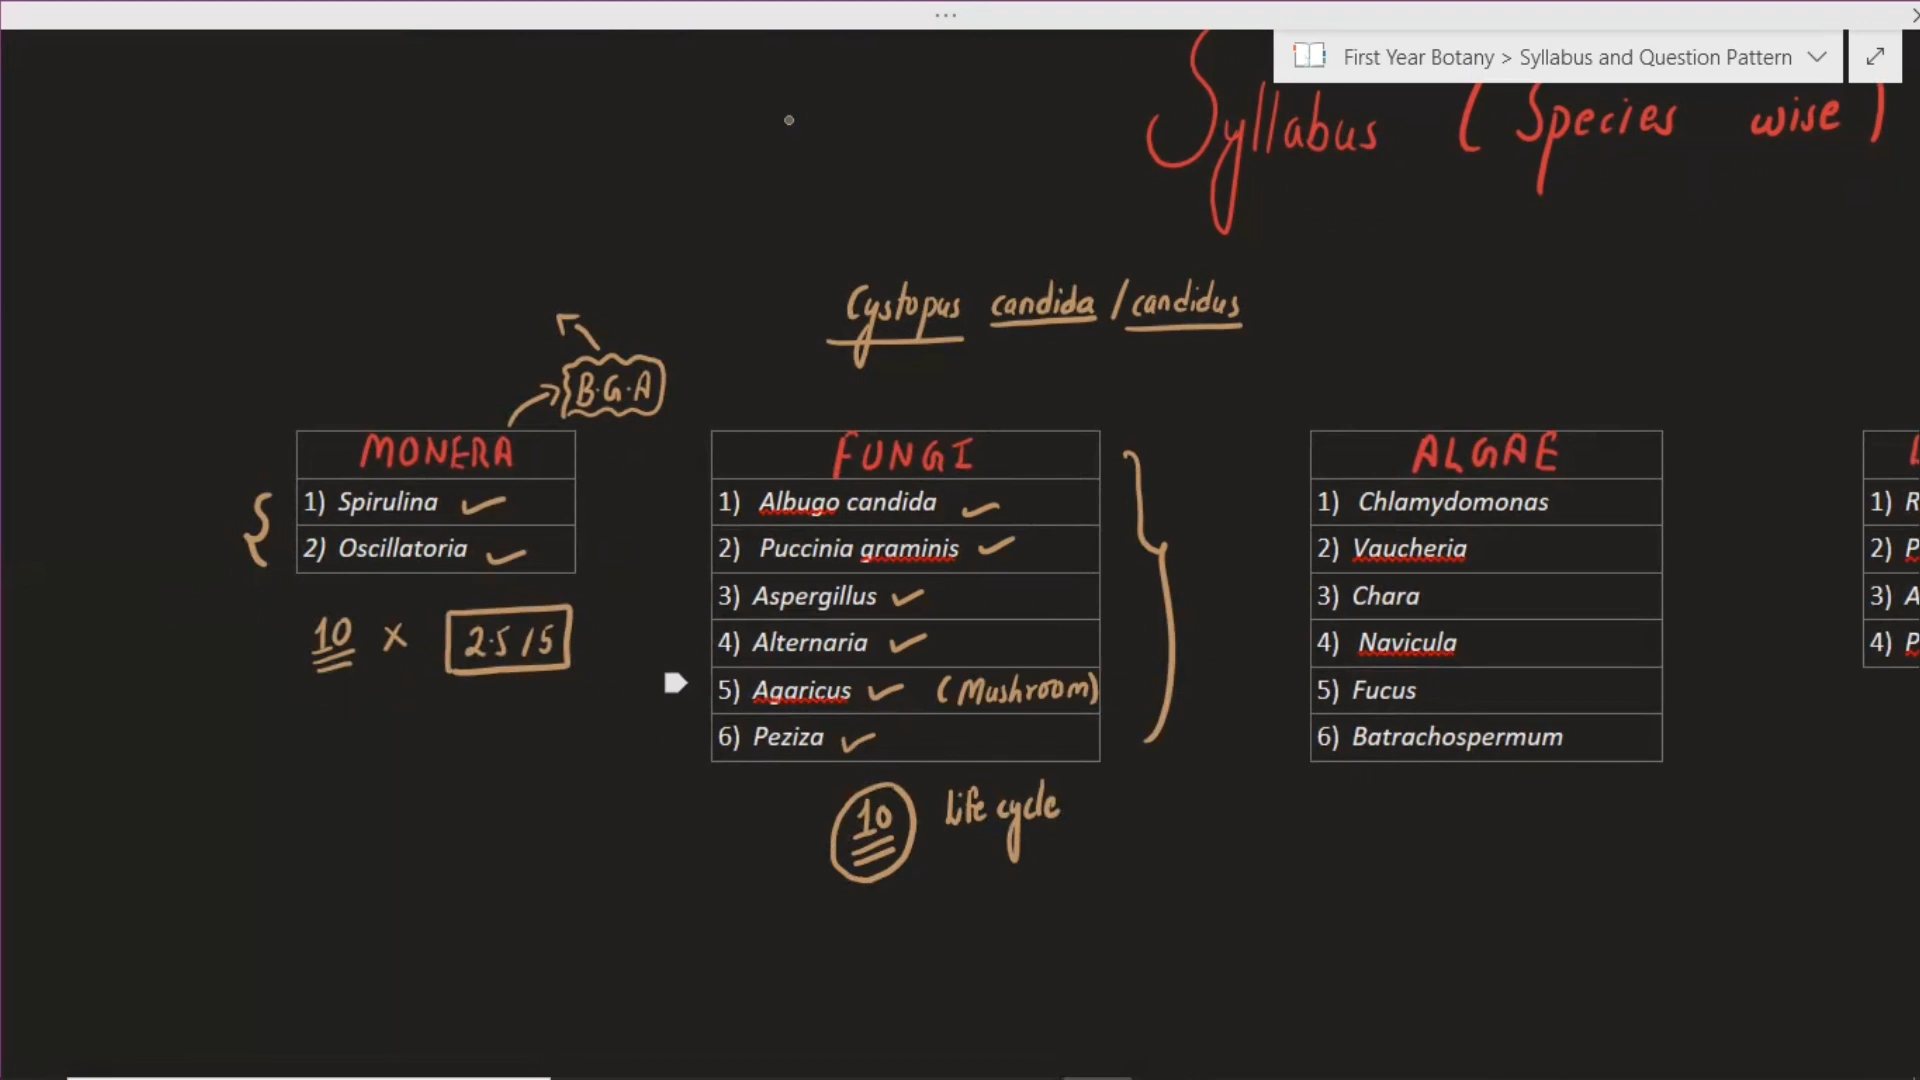 First Year Botany > Syllabus and Question Pattern
Syllabus (Species wise)
Cystopus candida / candidus
B.G.A
MONERA
1) Spirulina
2) Oscillatoria
10 x 2.5/5
FUNGI
1) Albugo candida
2) Puccinia graminis
3) Aspergillus
4) Alternaria
5) Agaricus (Mushroom)
6) Peziza
10 Life cycle
ALGAE
1) Chlamydomonas
2) Vaucheria
3) Chara
4) Navicula
5) Fucus
6) Batrachospermum
1) R
2) P
3) A
4) P